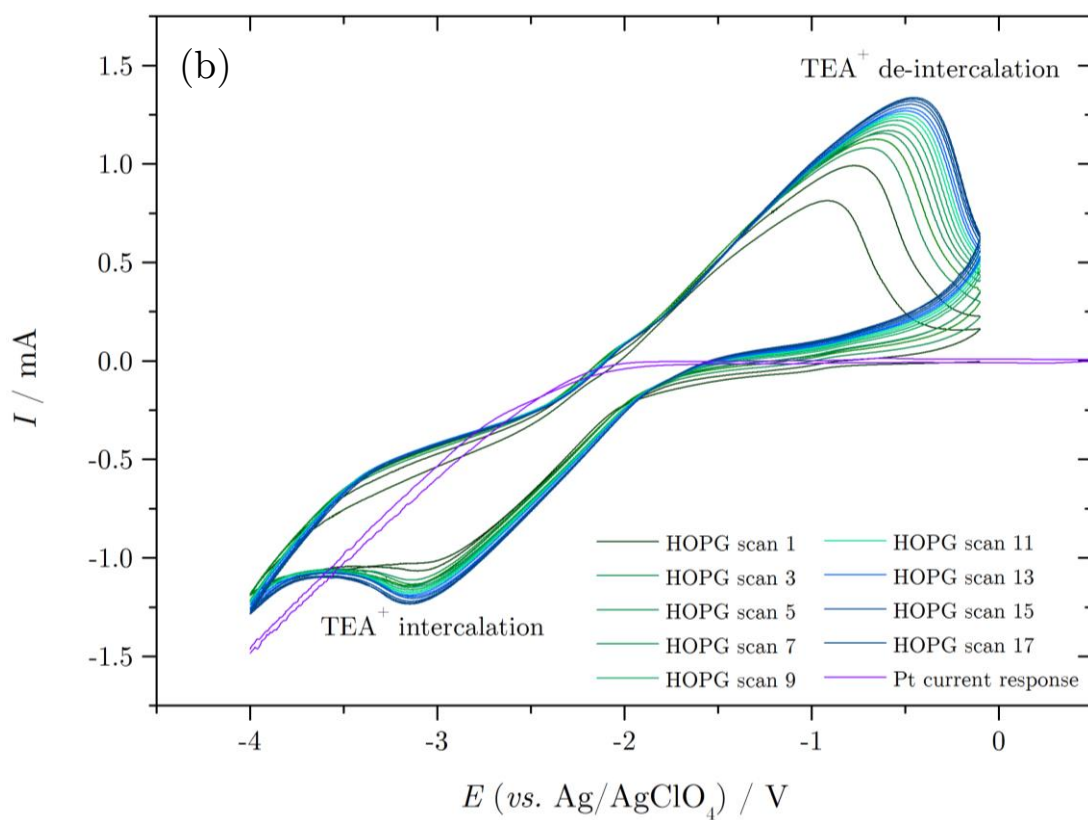 (b)
TEA⁺ de-intercalation
1.5
1.0
0.5
0.0
-0.5
-1.0
-1.5
I / mA
TEA⁺ intercalation
HOPG scan 1
HOPG scan 3
HOPG scan 5
HOPG scan 7
HOPG scan 9
HOPG scan 11
HOPG scan 13
HOPG scan 15
HOPG scan 17
Pt current response
-4 -3 -2 -1 0
E (vs. Ag/AgClO₄) / V